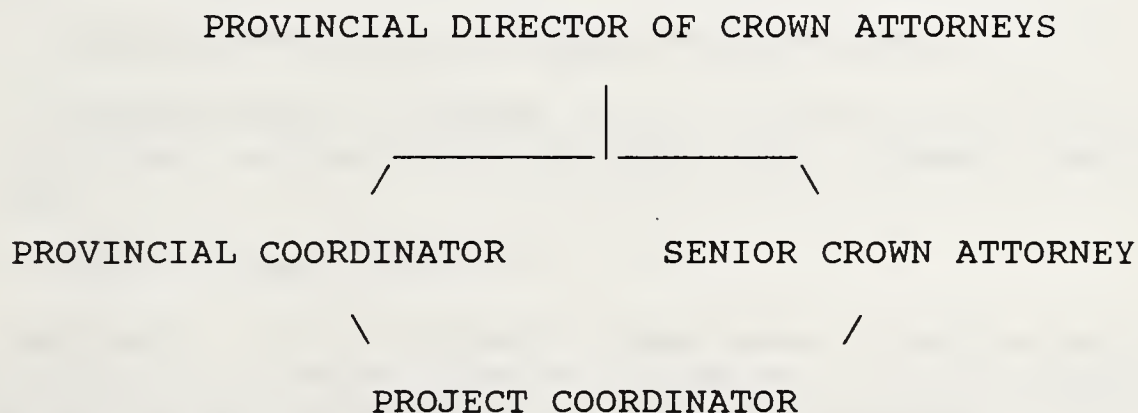 PROVINCIAL DIRECTOR OF CROWN ATTORNEYS
PROVINCIAL COORDINATOR SENIOR CROWN ATTORNEY
PROJECT COORDINATOR